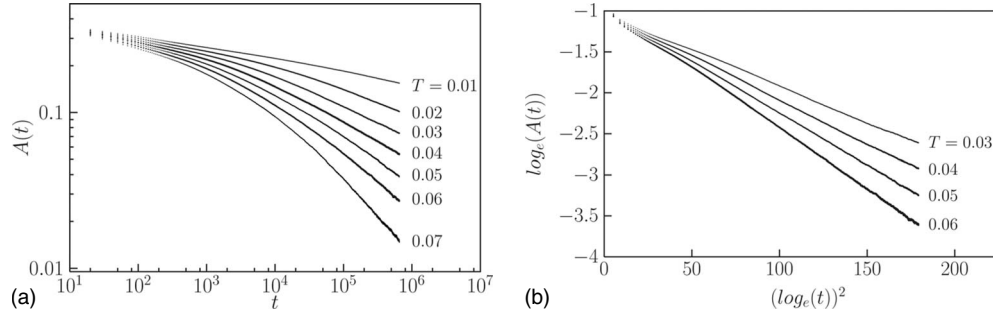 A(t)
0.1
0.01
T = 0.01
0.02
0.03
0.04
0.05
0.06
0.07
10^1 10^2 10^3 10^4 10^5 10^6 10^7
t
(a)
log_e(A(t))
−1
−1.5
−2
−2.5
−3
−3.5
−4
T = 0.03
0.04
0.05
0.06
0 50 100 150 200
(log_e(t))^2
(b)